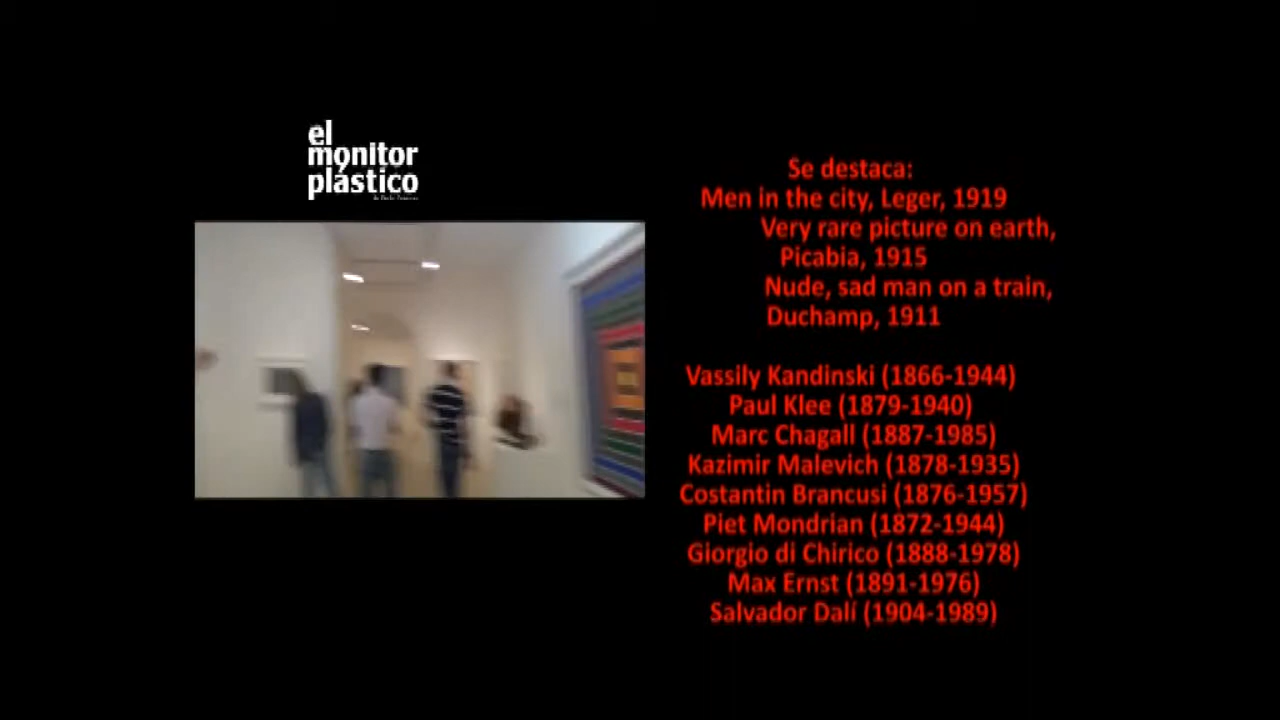 el
monitor
plástico
Se destaca:
Men in the city, Leger, 1919
Very rare picture on earth,
Picabia, 1915
Nude, sad man on a train,
Duchamp, 1911
Vassily Kandinski (1866-1944)
Paul Klee (1879-1940)
Marc Chagall (1887-1985)
Kazimir Malevich (1878-1935)
Costantin Brancusi (1876-1957)
Piet Mondrian (1872-1944)
Giorgio di Chirico (1888-1978)
Max Ernst (1891-1976)
Salvador Dalí (1904-1989)